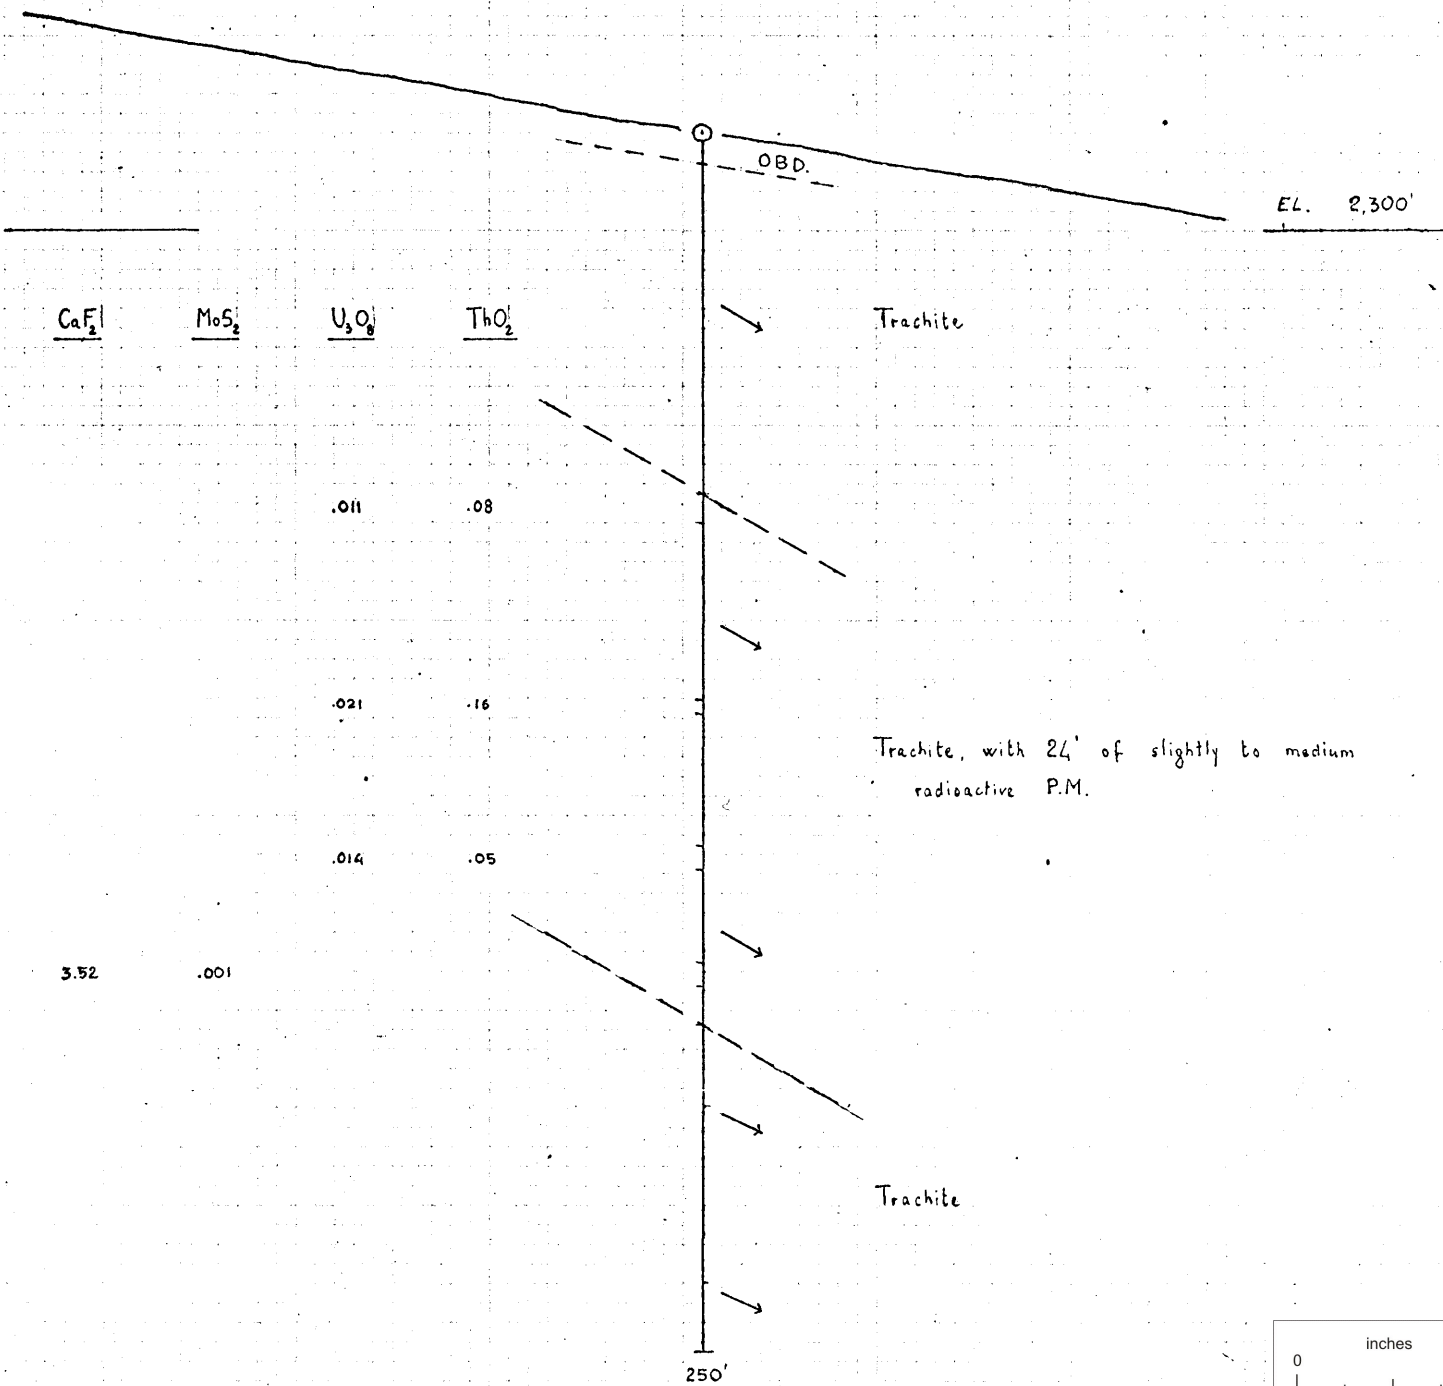 OBD.
EL. 2,300'
CaF₂ MoS₂ U₃O₈ ThO₂
Trachite
.011 .08
.021 .16
Trachite, with 24' of slightly to medium
radioactive P.M.
.014 .05
3.52 .001
Trachite
inches
0
250'